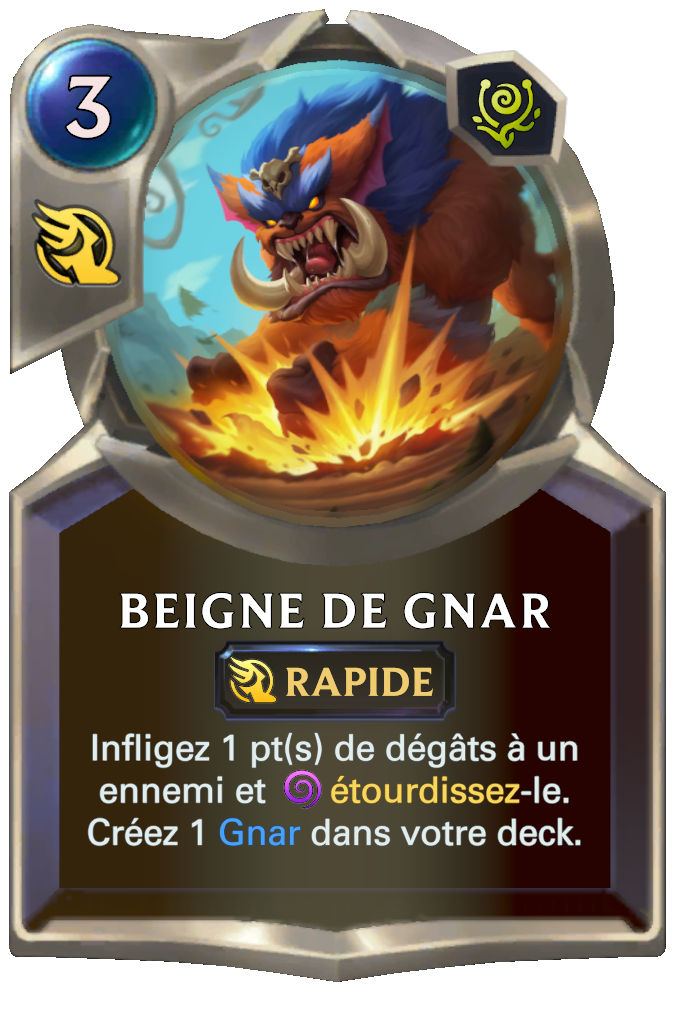 3
BEIGNE DE GNAR
RAPIDE
Infligez 1 pt(s) de dégâts à un
ennemi et étourdissez-le.
Créez 1 Gnar dans votre deck.